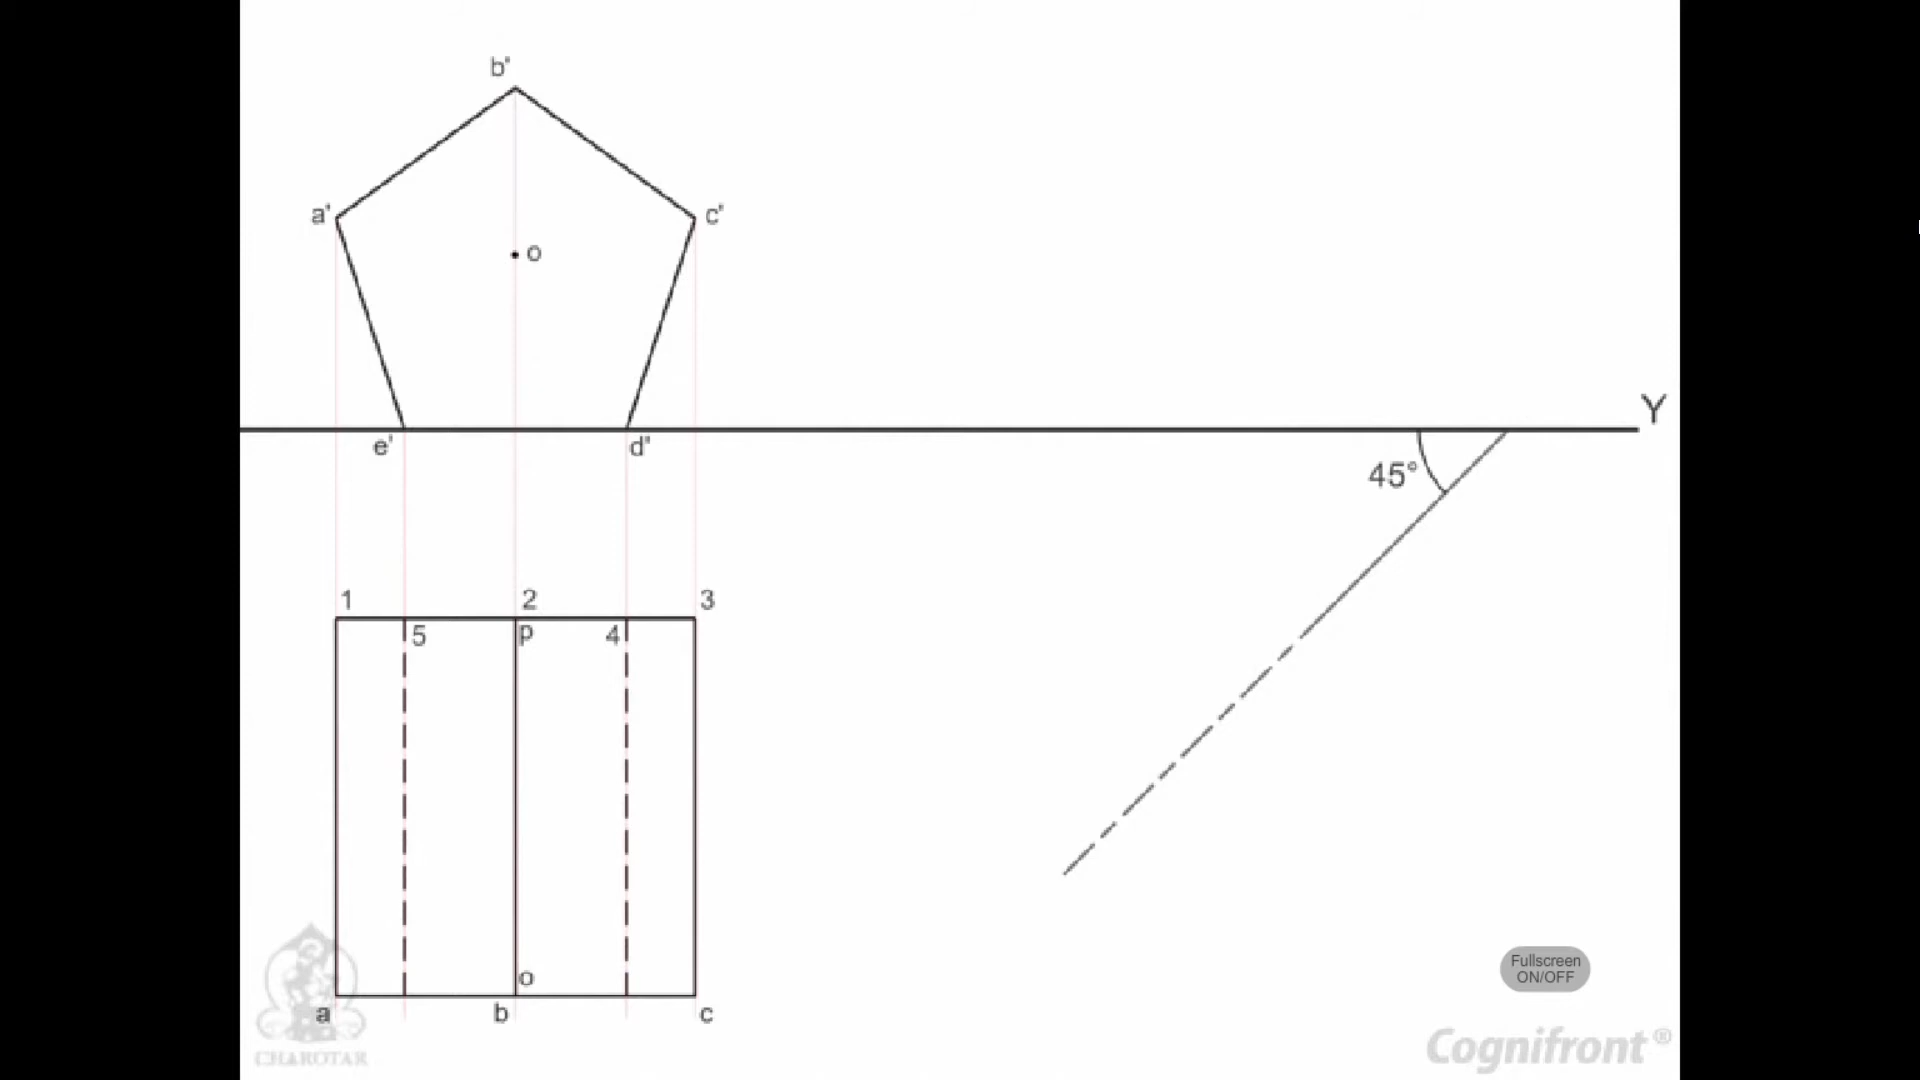 b'
a'
c'
o
Y
e'
d'
45°
1
2
3
5
p
4
o
a
b
c
Fullscreen
ON/OFF
CHAROTAR
Cognifront®